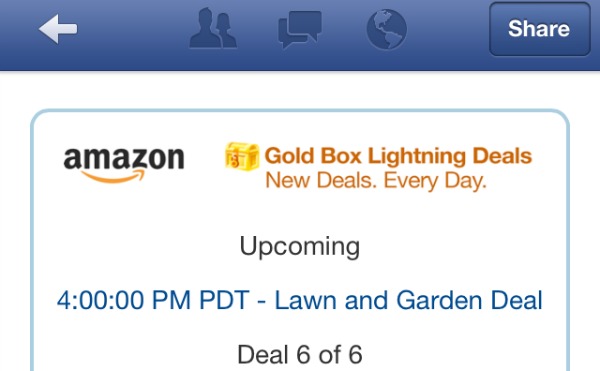 Share
amazon
Gold Box Lightning Deals
New Deals. Every Day.
Upcoming
4:00:00 PM PDT - Lawn and Garden Deal
Deal 6 of 6